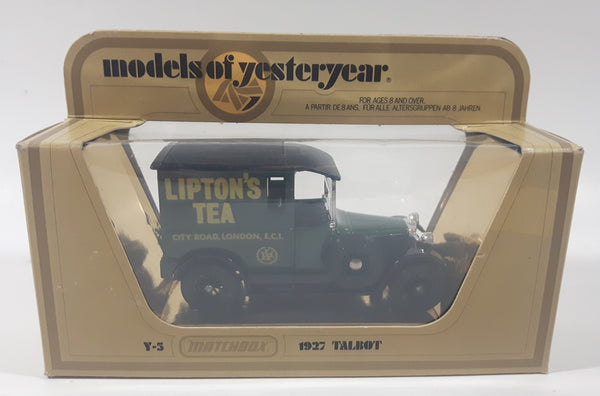 models of yesteryear®
FOR AGES 8 AND OVER.
A PARTIR DE 8 ANS. FÜR ALLE ALTERSGRUPPEN AB 8 JAHREN
LIPTON'S
TEA
CITY ROAD, LONDON, E.C.1.
Y-5 MATCHBOX 1927 TALBOT